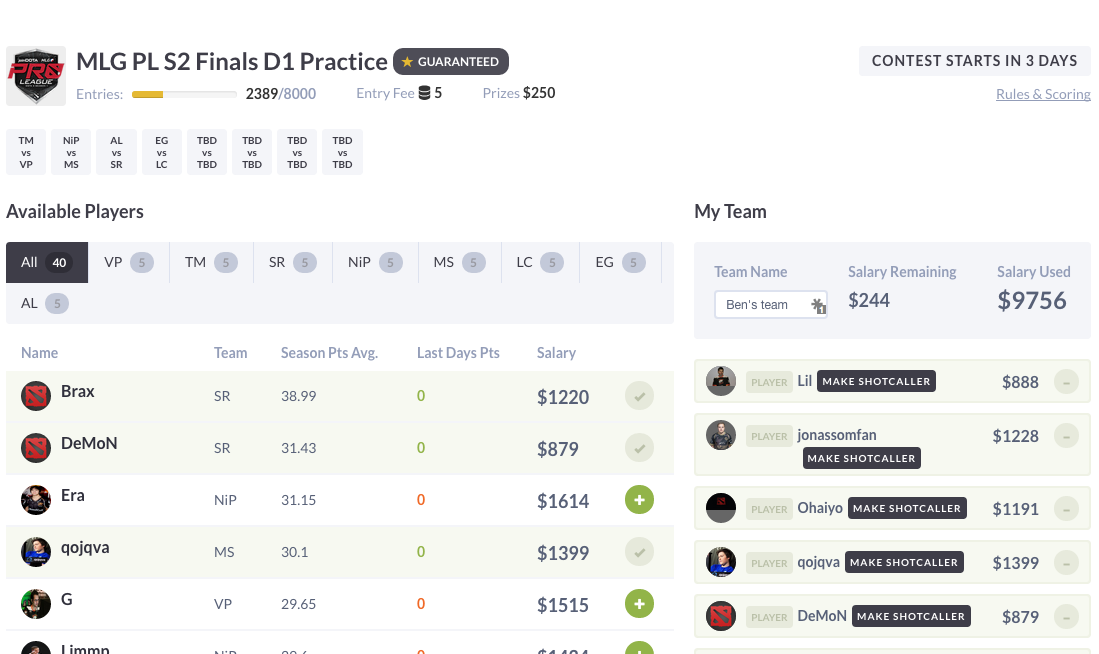 MLG PL S2 Finals D1 Practice ★ GUARANTEED
CONTEST STARTS IN 3 DAYS
PRO
LEAGUE
Entries: 2389/8000 Entry Fee 5 Prizes $250
Rules & Scoring
TM vs VP
NiP vs MS
AL vs SR
EG vs LC
TBD vs TBD
TBD vs TBD
TBD vs TBD
TBD vs TBD
Available Players
All 40 VP 5 TM 5 SR 5 NiP 5 MS 5 LC 5 EG 5
AL 5
Name Team Season Pts Avg. Last Days Pts Salary
Brax SR 38.99 0 $1220
DeMoN SR 31.43 0 $879
Era NiP 31.15 0 $1614
qojqva MS 30.1 0 $1399
G VP 29.65 0 $1515
My Team
Team Name Salary Remaining Salary Used
Ben's team $244 $9756
PLAYER Lil MAKE SHOTCALLER $888
PLAYER jonassomfan $1228
MAKE SHOTCALLER
PLAYER Ohaiyo MAKE SHOTCALLER $1191
PLAYER qojqva MAKE SHOTCALLER $1399
PLAYER DeMoN MAKE SHOTCALLER $879